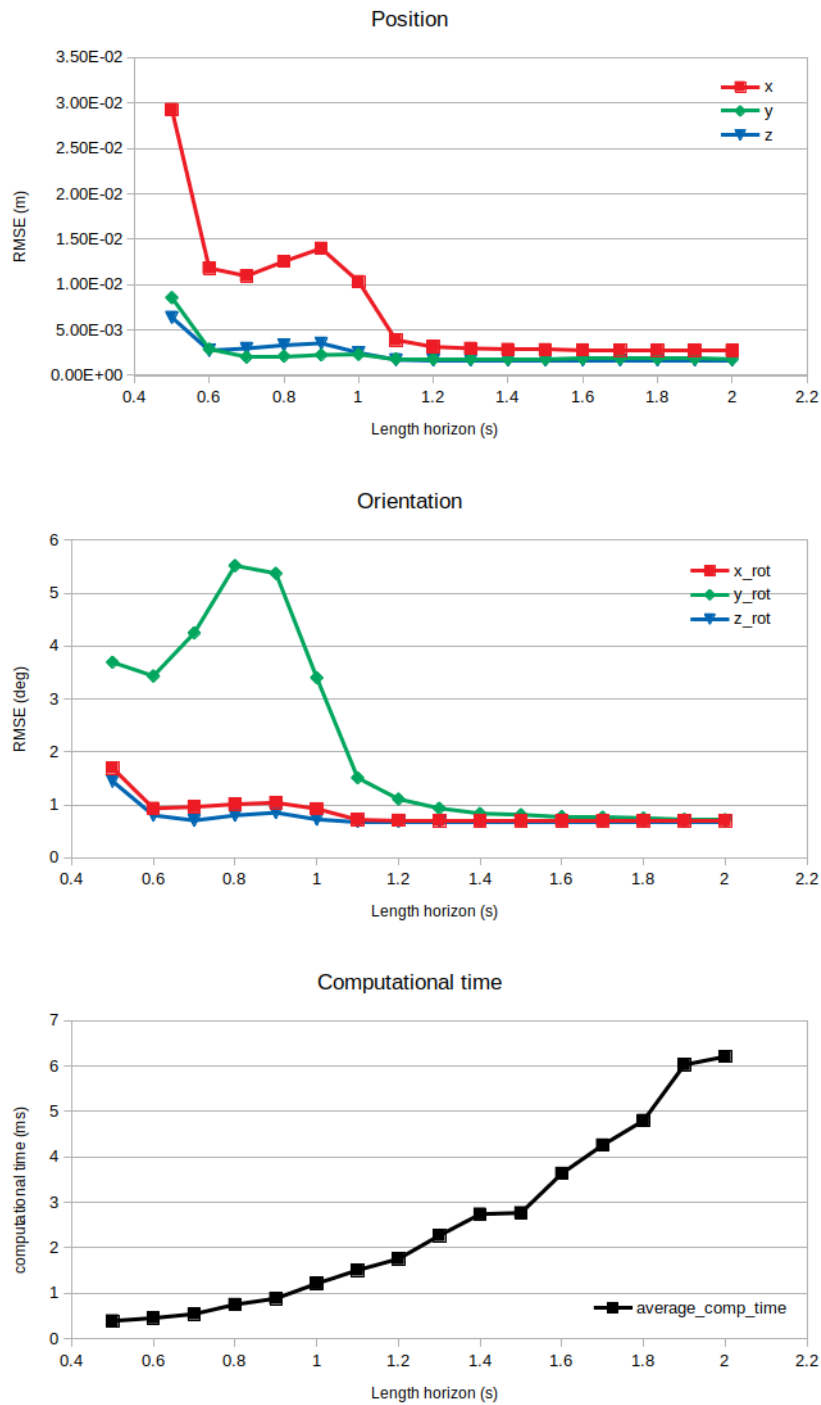 Position
3.50E-02
3.00E-02
2.50E-02
2.00E-02
1.50E-02
1.00E-02
5.00E-03
0.00E+00
RMSE (m)
x
y
z
0.4 0.6 0.8 1 1.2 1.4 1.6 1.8 2 2.2
Length horizon (s)
Orientation
6
5
4
3
2
1
0
RMSE (deg)
x_rot
y_rot
z_rot
0.4 0.6 0.8 1 1.2 1.4 1.6 1.8 2 2.2
Length horizon (s)
Computational time
7
6
5
4
3
2
1
0
computational time (ms)
average_comp_time
0.4 0.6 0.8 1 1.2 1.4 1.6 1.8 2 2.2
Length horizon (s)